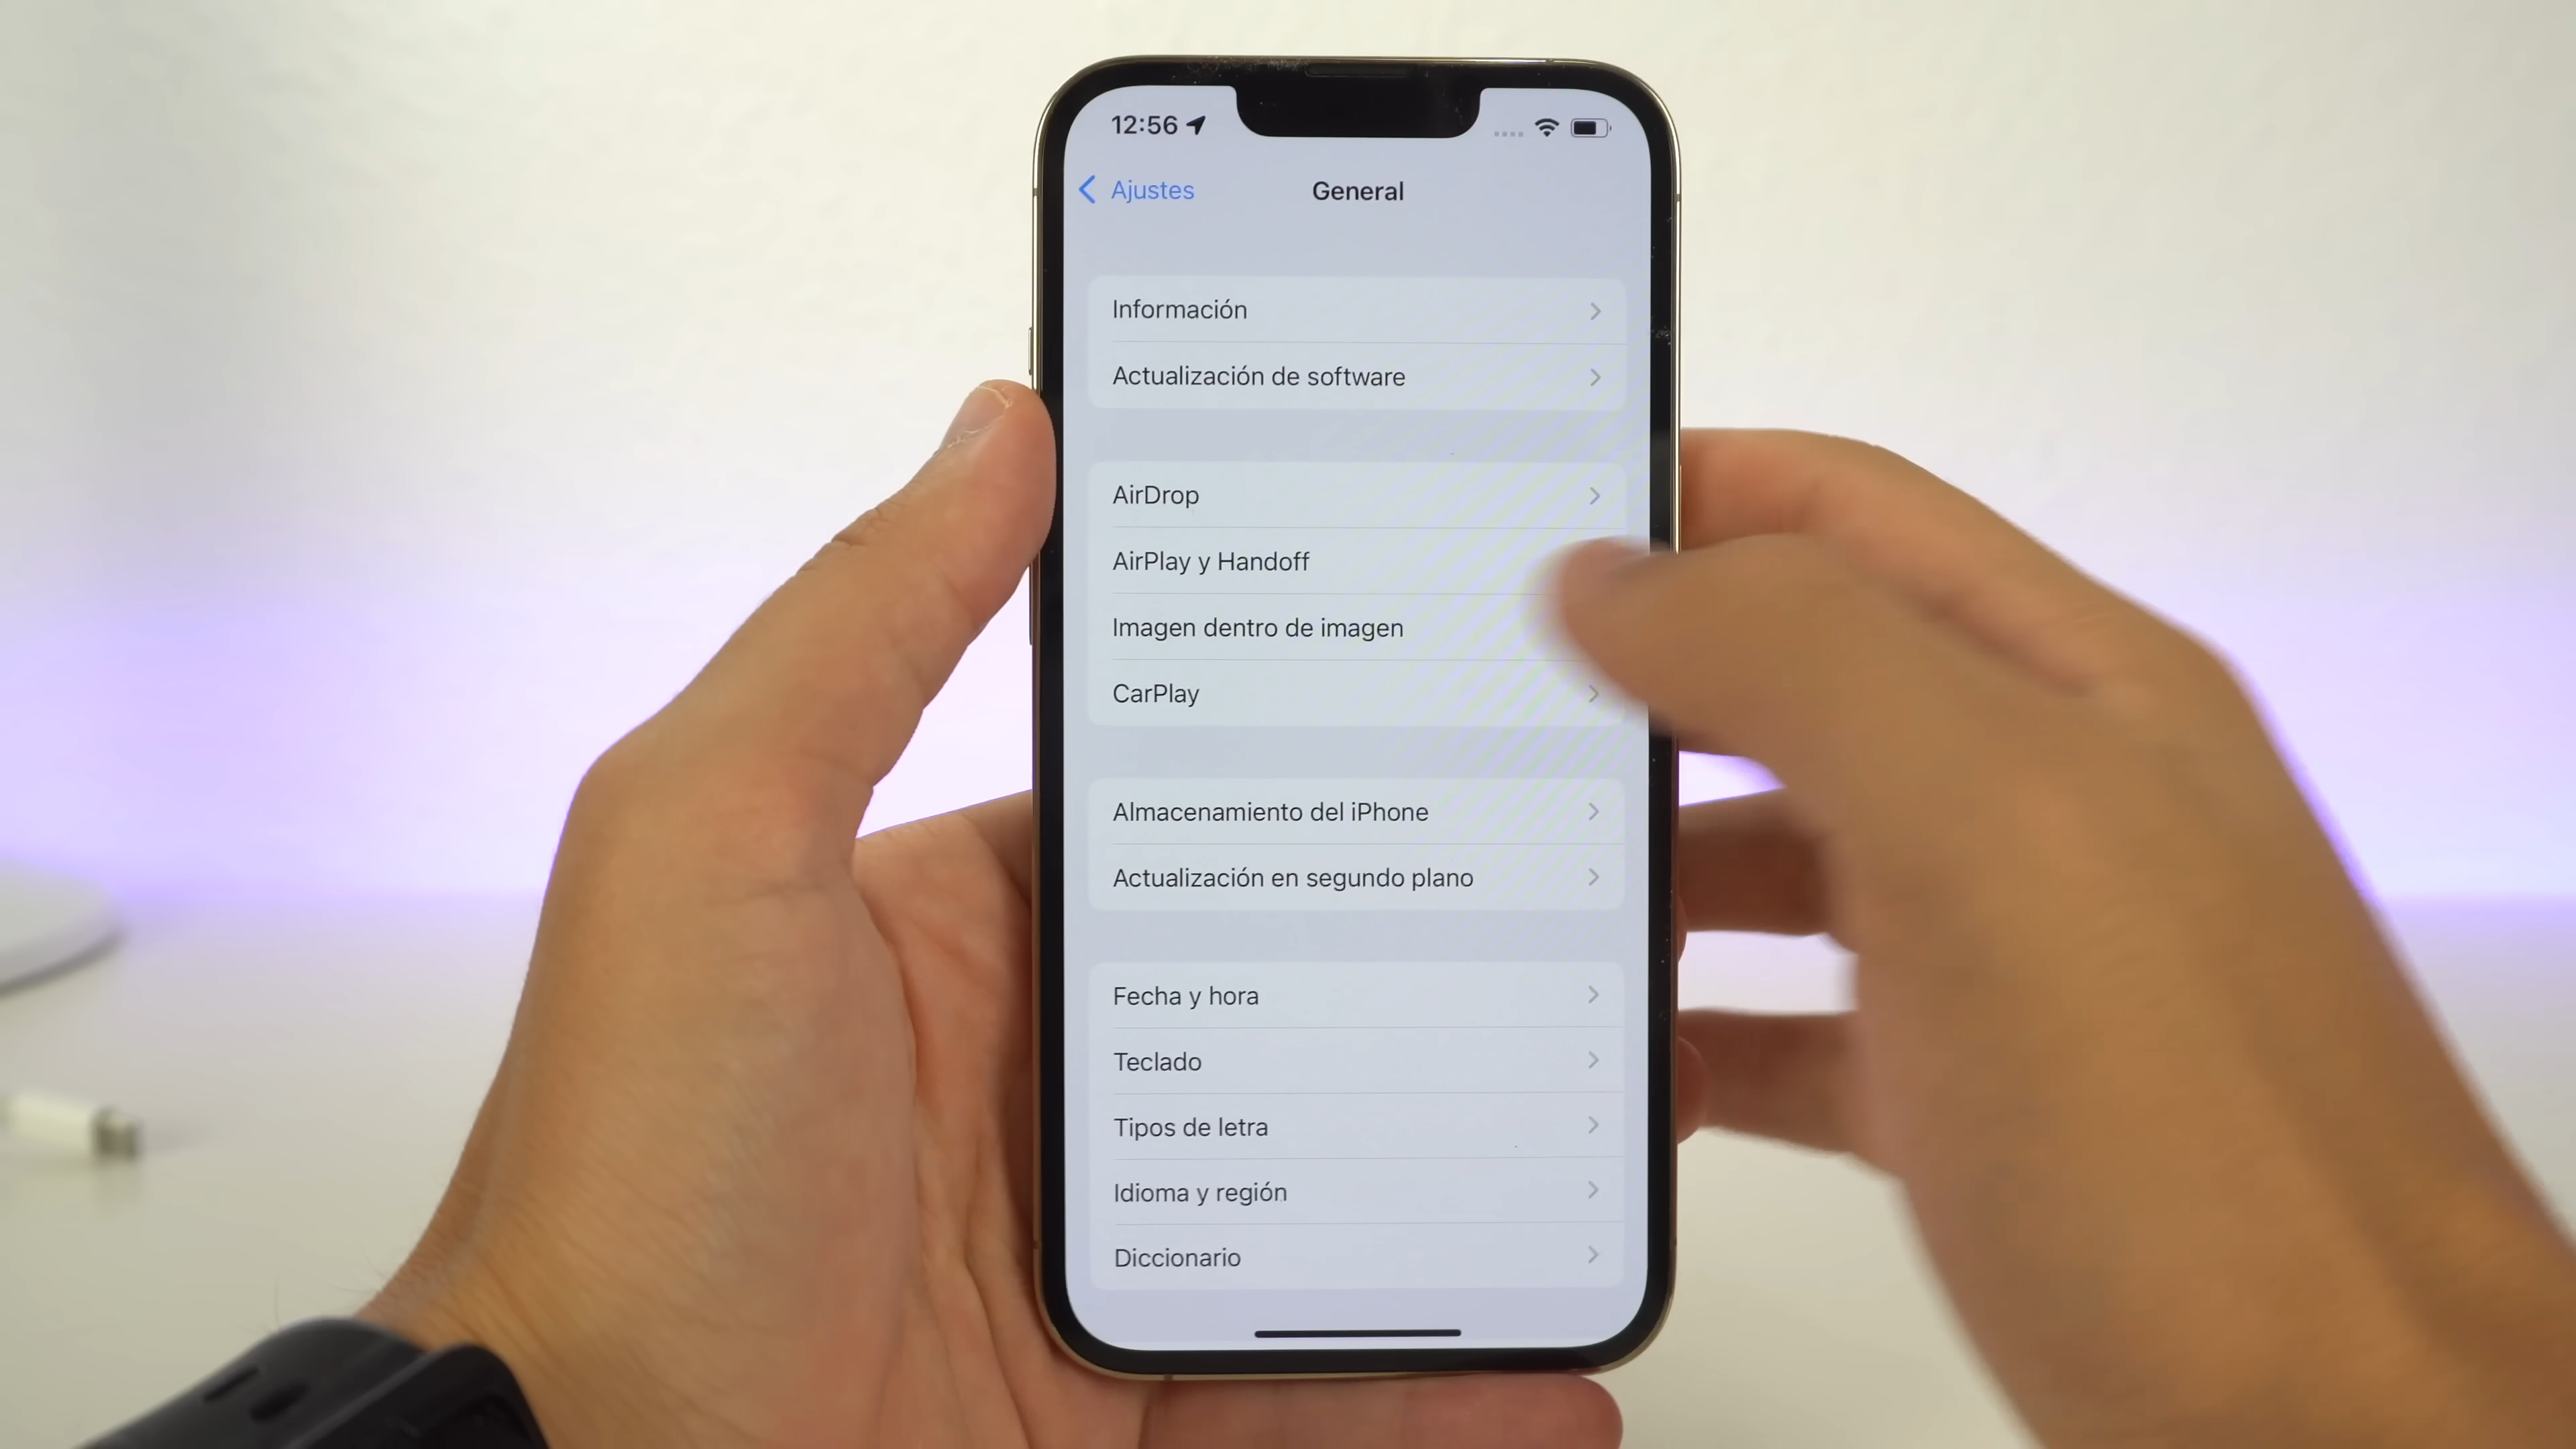 12:56
Ajustes
General
Información
Actualización de software
AirDrop
AirPlay y Handoff
Imagen dentro de imagen
CarPlay
Almacenamiento del iPhone
Actualización en segundo plano
Fecha y hora
Teclado
Tipos de letra
Idioma y región
Diccionario